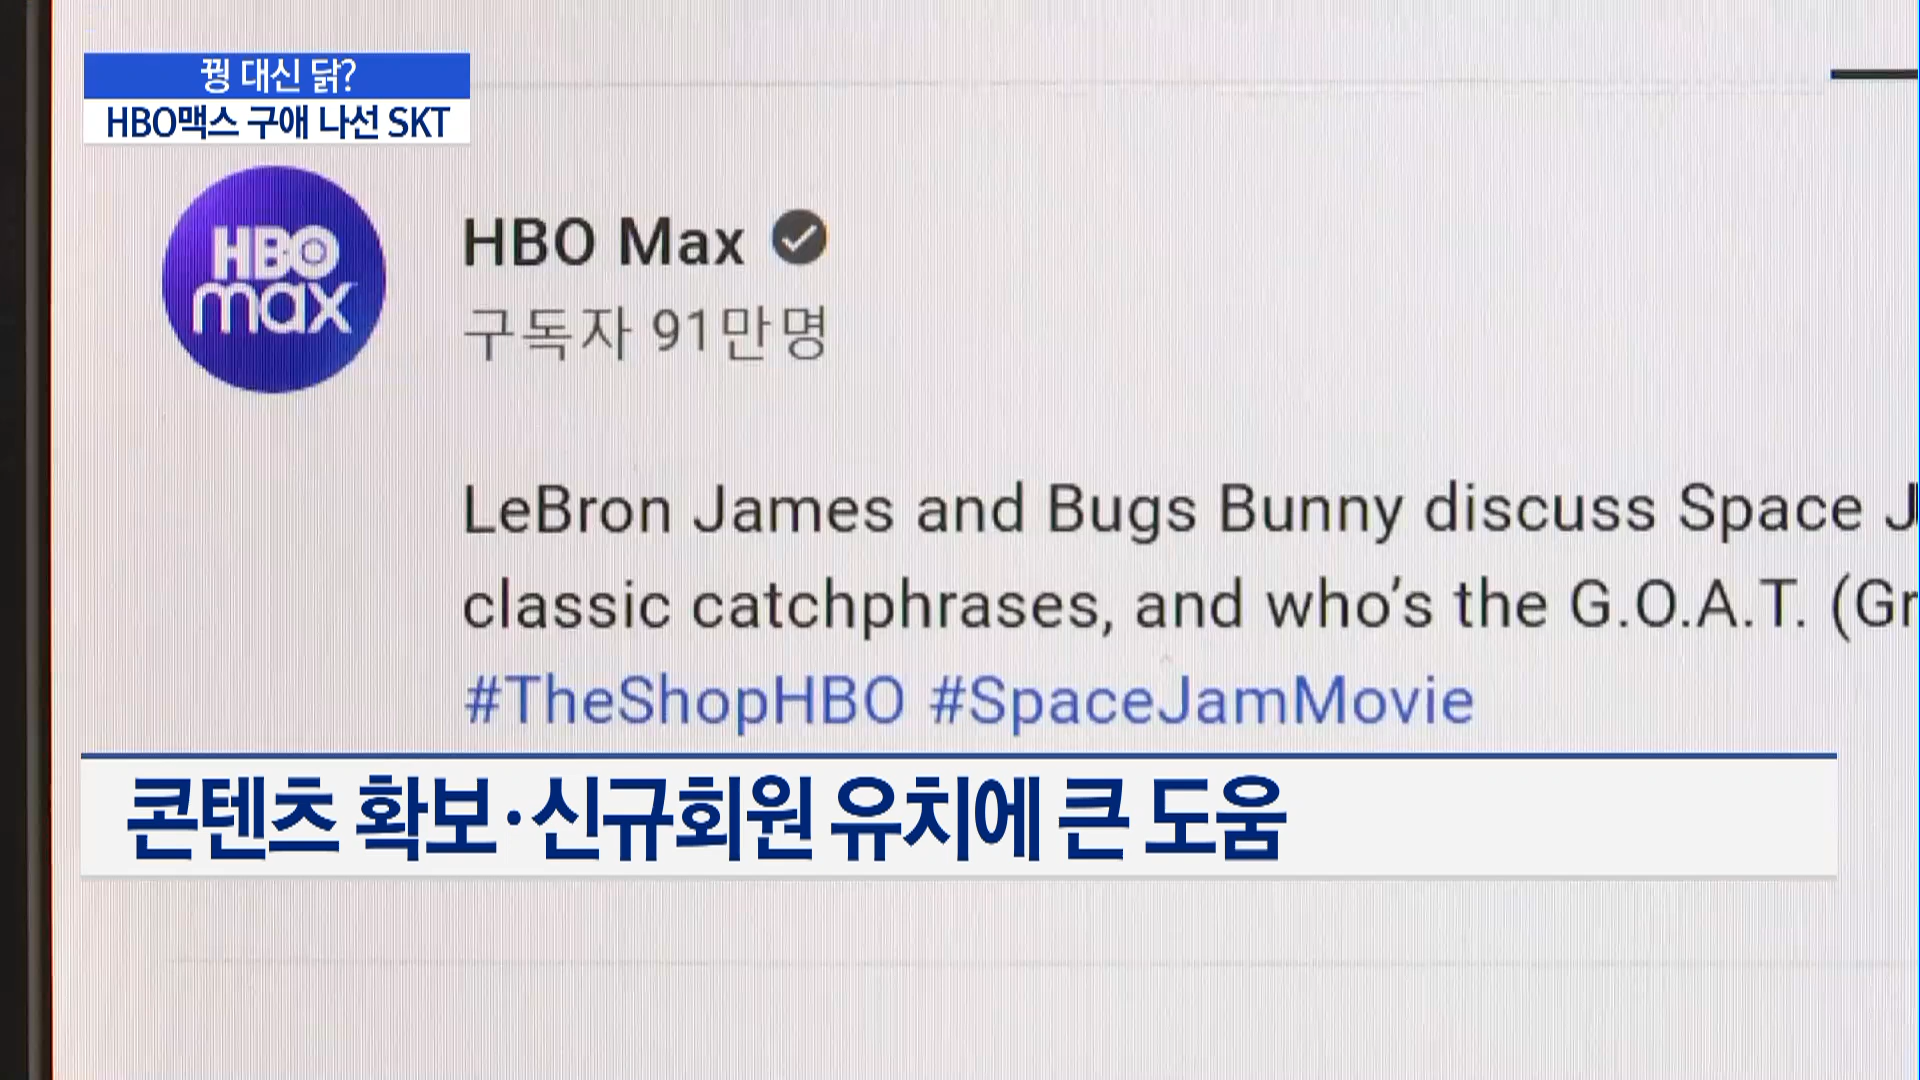 꿩 대신 닭?
HBO맥스 구애 나선 SKT
HBO
max
HBO Max
구독자 91만명
LeBron James and Bugs Bunny discuss Space J
classic catchphrases, and who's the G.O.A.T. (Gr
#TheShopHBO #SpaceJamMovie
콘텐츠 확보·신규회원 유치에 큰 도움